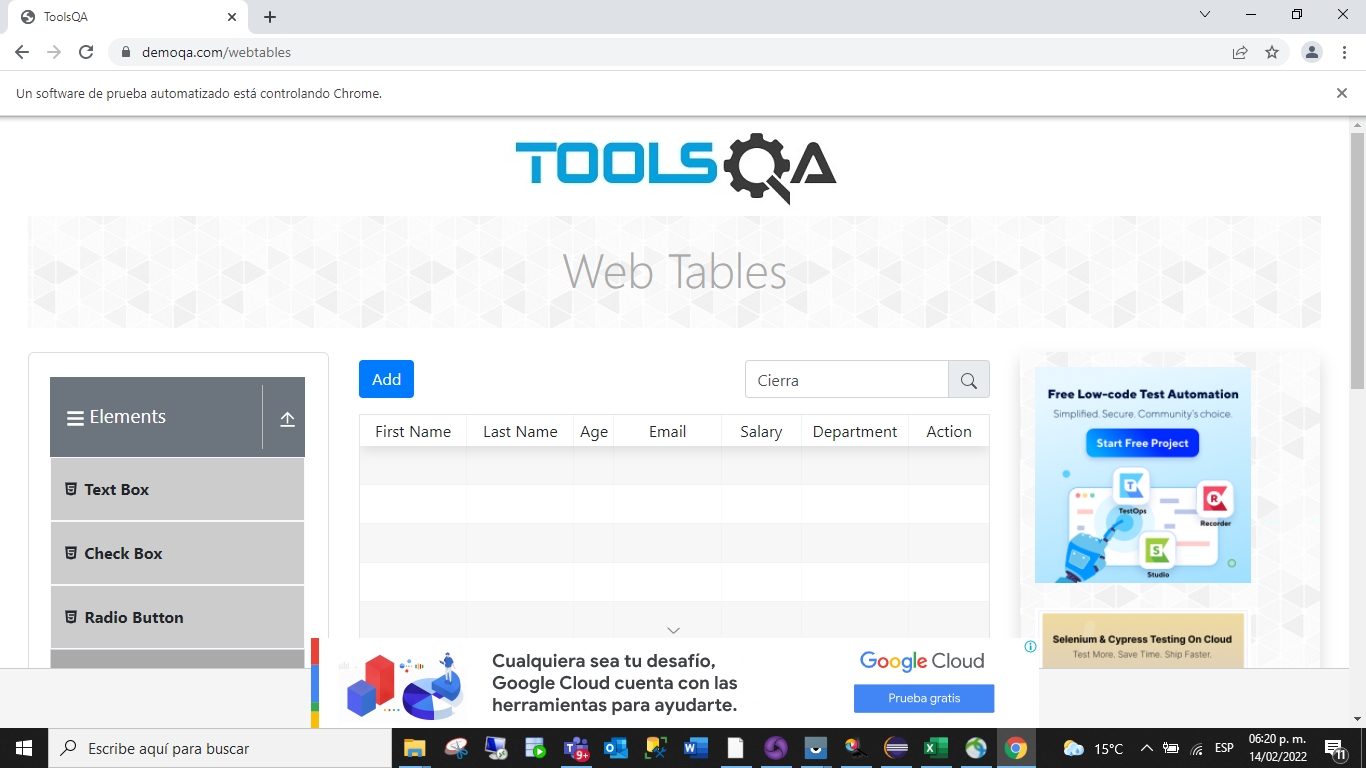 ToolsQA
demoqa.com/webtables
Un software de prueba automatizado está controlando Chrome.
TOOLSQA
Web Tables
Elements
Text Box
Check Box
Radio Button
Add
Cierra
First Name Last Name Age Email Salary Department Action
Free Low-code Test Automation
Simplified. Secure. Community's choice.
Start Free Project
TestOps
Recorder
Studio
Selenium & Cypress Testing On Cloud
Test More. Save Time. Ship Faster.
Cualquiera sea tu desafío,
Google Cloud cuenta con las
herramientas para ayudarte.
Google Cloud
Prueba gratis
Escribe aquí para buscar
9+
15°C
ESP
06:20 p. m.
14/02/2022
11